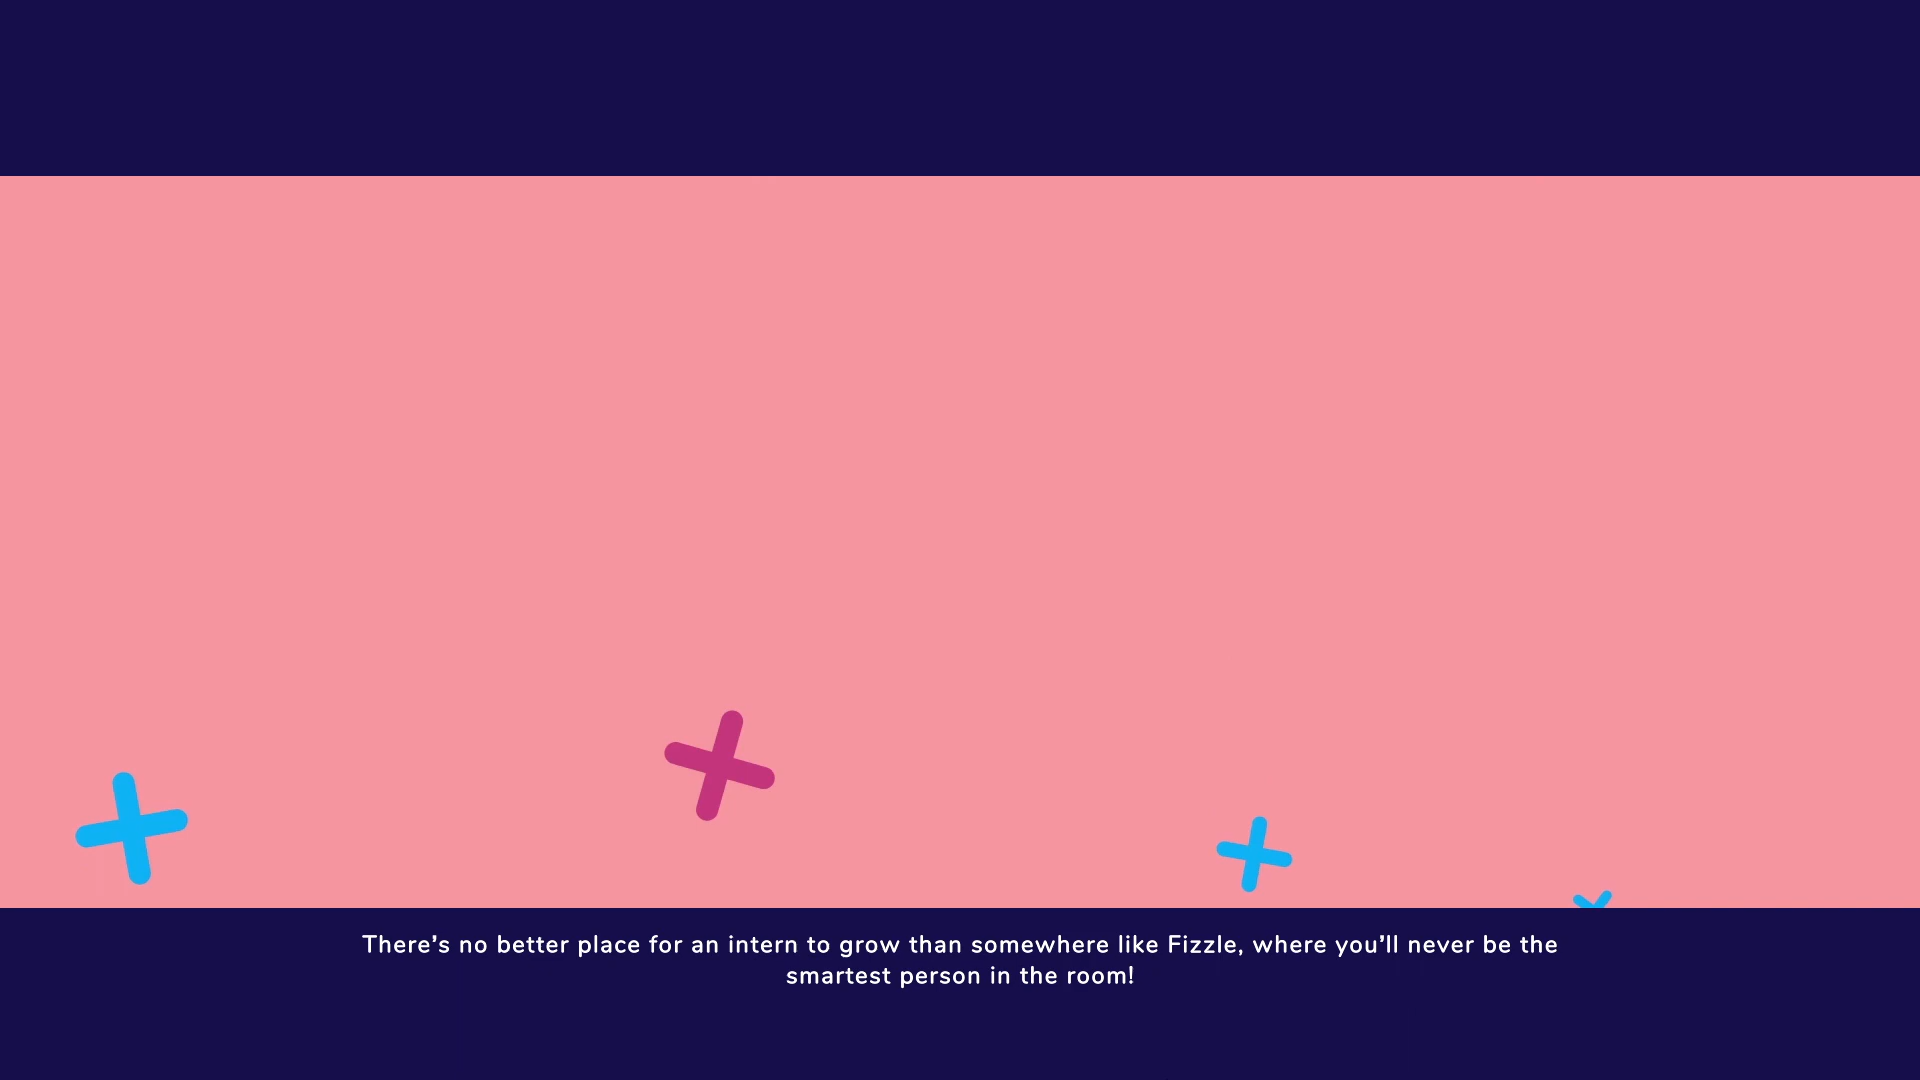 There’s no better place for an intern to grow than somewhere like Fizzle, where you’ll never be the
smartest person in the room!